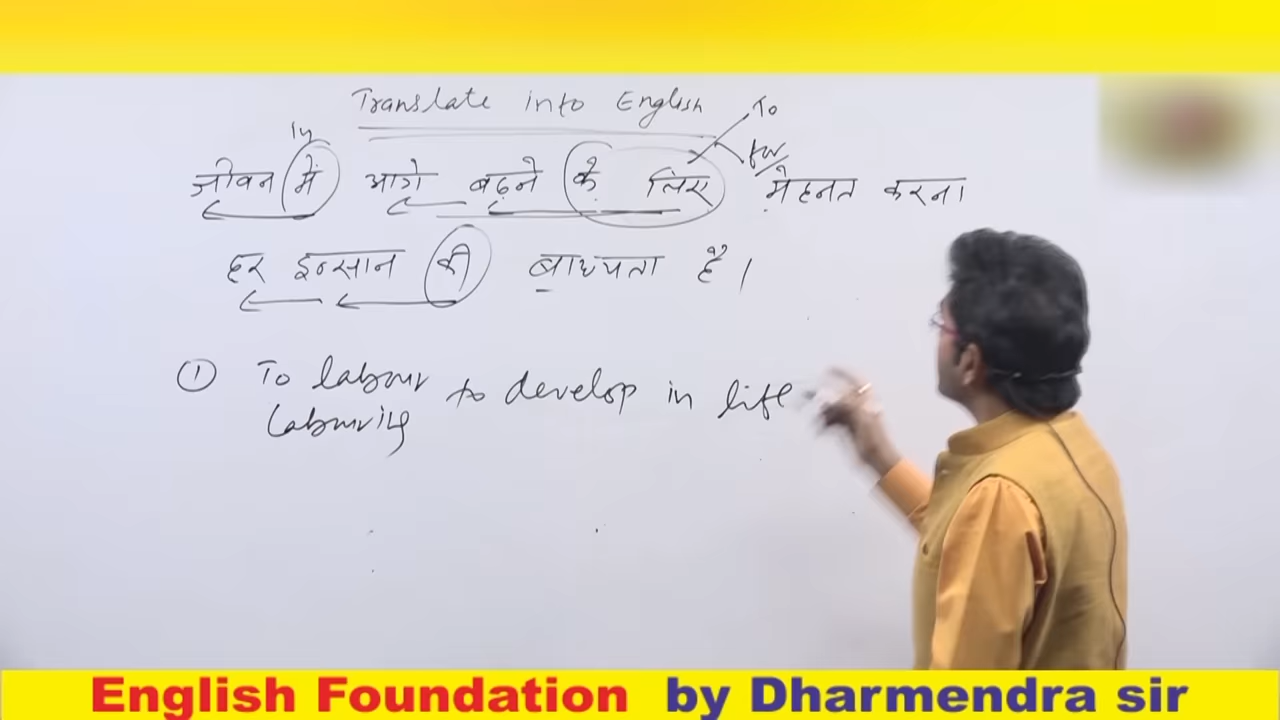 Translate into English
To
In
for
जीवन में आगे बढ़ने के लिए मेहनत करना
हर इन्सान की बाध्यता है।
① To labour to develop in life
Labouring
English Foundation by Dharmendra sir